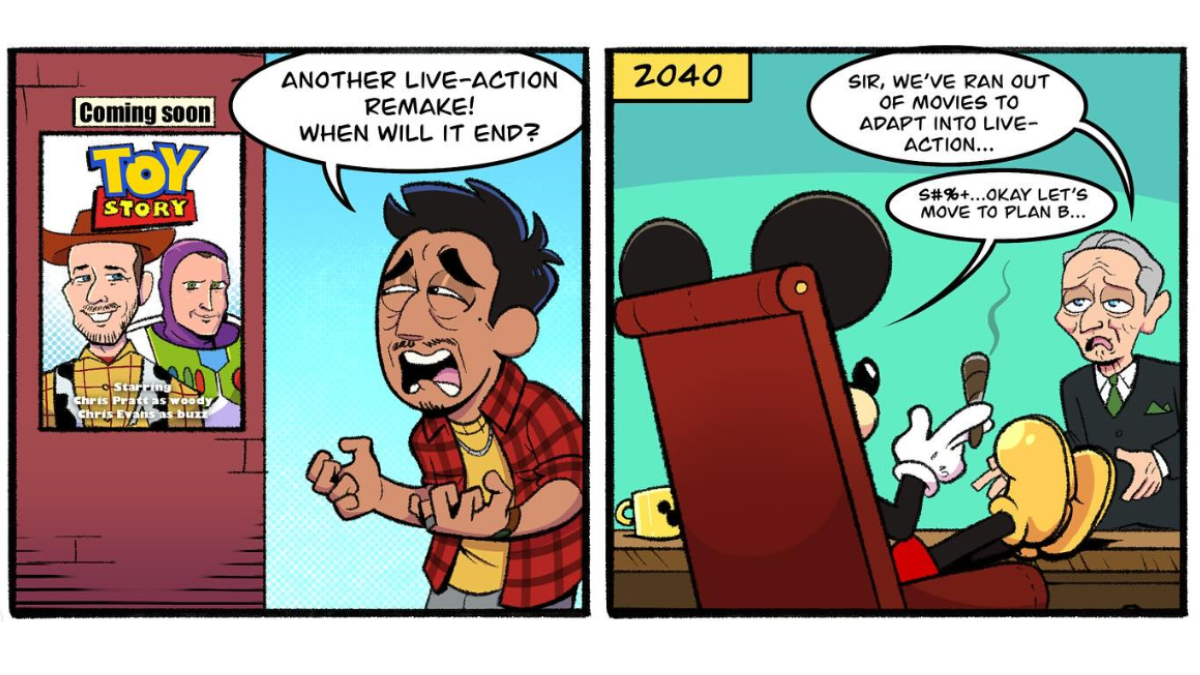 Coming soon
TOY
STORY
Starring
Chris Pratt as woody
Chris Evans as buzz
ANOTHER LIVE-ACTION
REMAKE!
WHEN WILL IT END?
2040
SIR, WE'VE RAN OUT
OF MOVIES TO
ADAPT INTO LIVE-
ACTION...
S#%+...OKAY LET'S
MOVE TO PLAN B...